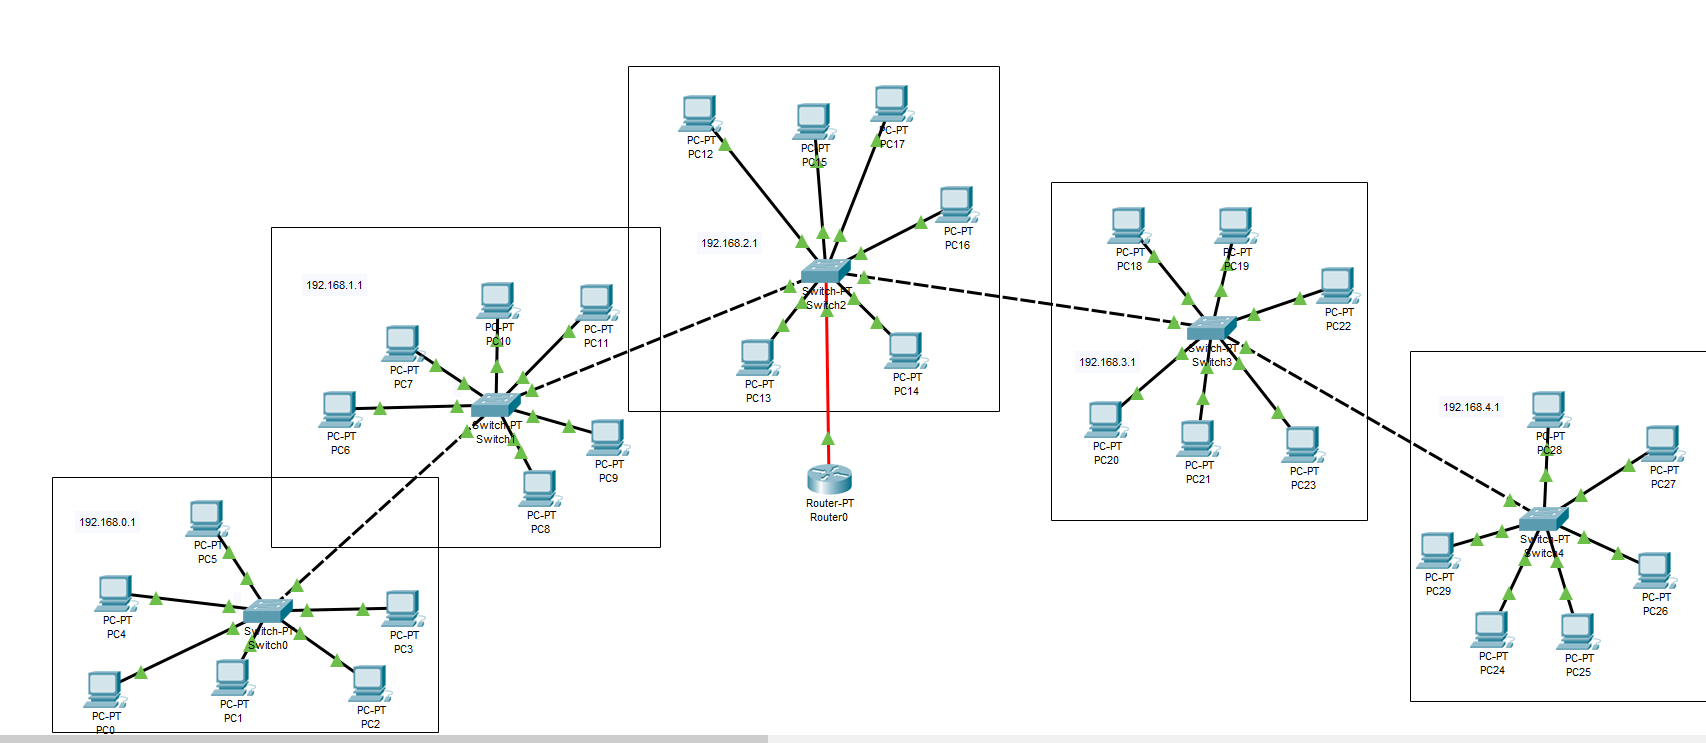 PC-PT
PC12
PC-PT
PC15
PC-PT
PC17
PC-PT
PC16
192.168.2.1
Switch-PT
Switch2
PC-PT
PC13
PC-PT
PC14
Router-PT
Router0
192.168.1.1
PC-PT
PC10
PC-PT
PC11
PC-PT
PC7
PC-PT
PC6
Switch-PT
Switch1
PC-PT
PC9
PC-PT
PC8
192.168.0.1
PC-PT
PC5
PC-PT
PC4
Switch-PT
Switch0
PC-PT
PC3
PC-PT
PC0
PC-PT
PC1
PC-PT
PC2
PC-PT
PC18
PC-PT
PC19
PC-PT
PC22
192.168.3.1
Switch-PT
Switch3
PC-PT
PC20
PC-PT
PC21
PC-PT
PC23
192.168.4.1
PC-PT
PC28
PC-PT
PC27
Switch-PT
Switch4
PC-PT
PC29
PC-PT
PC26
PC-PT
PC24
PC-PT
PC25